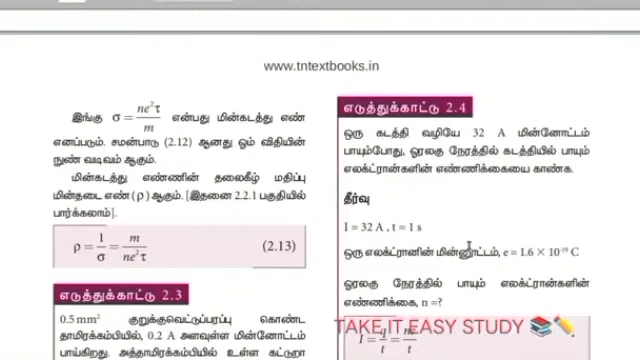 www.tntextbooks.in
இங்கு σ = ne²τ / m என்பது மின்கடத்து எண்
எனப்படும். சமன்பாடு (2.12) ஆனது ஓம் விதியின்
நுண் வடிவம் ஆகும்.
மின்கடத்து எண்ணின் தலைகீழ் மதிப்பு
மின்தடை எண் (ρ) ஆகும். [இதனை 2.2.1 பகுதியில்
பார்க்கலாம்].
ρ = 1/σ = m / ne²τ (2.13)
எடுத்துக்காட்டு 2.3
0.5 mm² குறுக்குவெட்டுப்பரப்பு கொண்ட
தாமிரக்கம்பியில், 0.2 A அளவுள்ள மின்னோட்டம்
பாய்கிறது. அத்தாமிரக்கம்பியில் உள்ள கட்டுறா
எடுத்துக்காட்டு 2.4
ஒரு கடத்தி வழியே 32 A மின்னோட்டம்
பாயும்போது, ஓரலகு நேரத்தில் கடத்தியில் பாயும்
எலக்ட்ரான்களின் எண்ணிக்கையை காண்க.
தீர்வு
I = 32 A , t = 1 s
ஒரு எலக்ட்ரானின் மின்னூட்டம், e = 1.6 × 10⁻¹⁹ C
ஓரலகு நேரத்தில் பாயும் எலக்ட்ரான்களின்
எண்ணிக்கை, n =?
I = q/t = ne/t
TAKE IT EASY STUDY 📚✏️